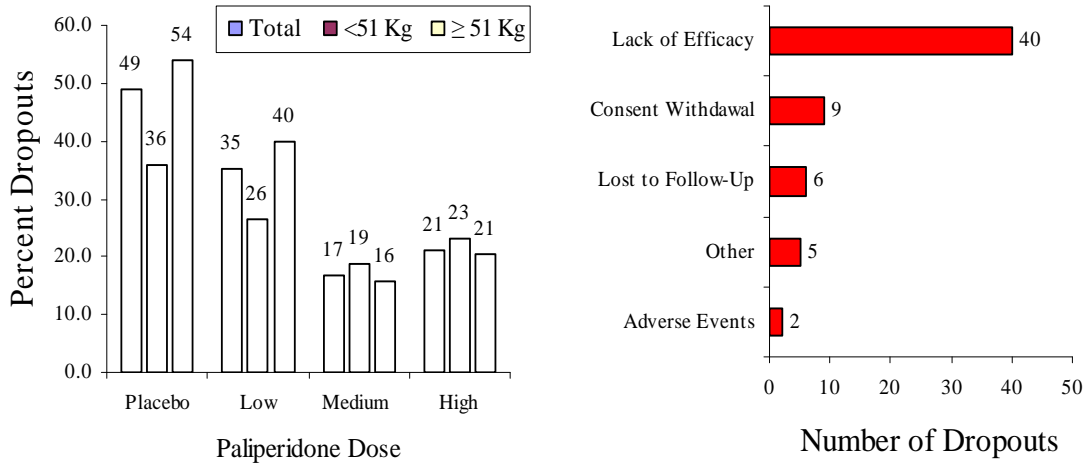 Total <51 Kg ≥ 51 Kg
60.0
50.0
40.0
30.0
20.0
10.0
0.0
Percent Dropouts
49 36 54
35 26 40
17 19 16
21 23 21
Placebo Low Medium High
Paliperidone Dose
Lack of Efficacy 40
Consent Withdawal 9
Lost to Follow-Up 6
Other 5
Adverse Events 2
0 10 20 30 40 50
Number of Dropouts